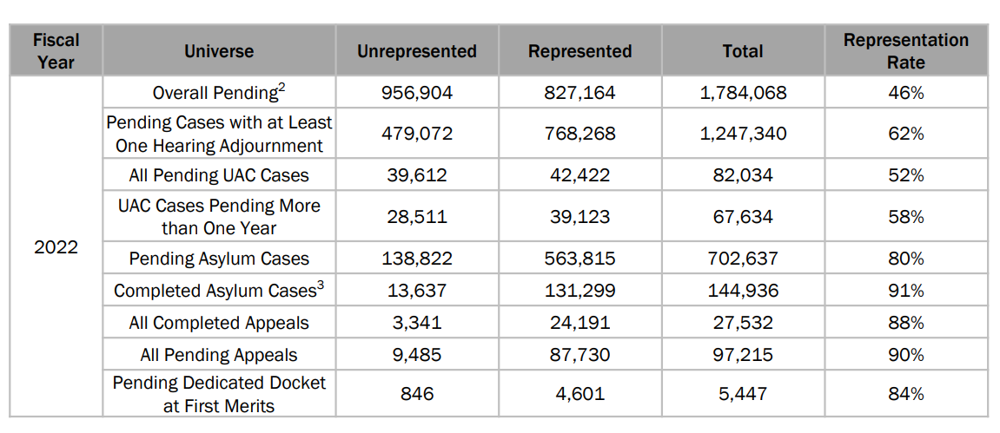 Fiscal Year Universe Unrepresented Represented Total Representation Rate
2022
Overall Pending2 956,904 827,164 1,784,068 46%
Pending Cases with at Least
One Hearing Adjournment 479,072 768,268 1,247,340 62%
All Pending UAC Cases 39,612 42,422 82,034 52%
UAC Cases Pending More
than One Year 28,511 39,123 67,634 58%
Pending Asylum Cases 138,822 563,815 702,637 80%
Completed Asylum Cases3 13,637 131,299 144,936 91%
All Completed Appeals 3,341 24,191 27,532 88%
All Pending Appeals 9,485 87,730 97,215 90%
Pending Dedicated Docket
at First Merits 846 4,601 5,447 84%